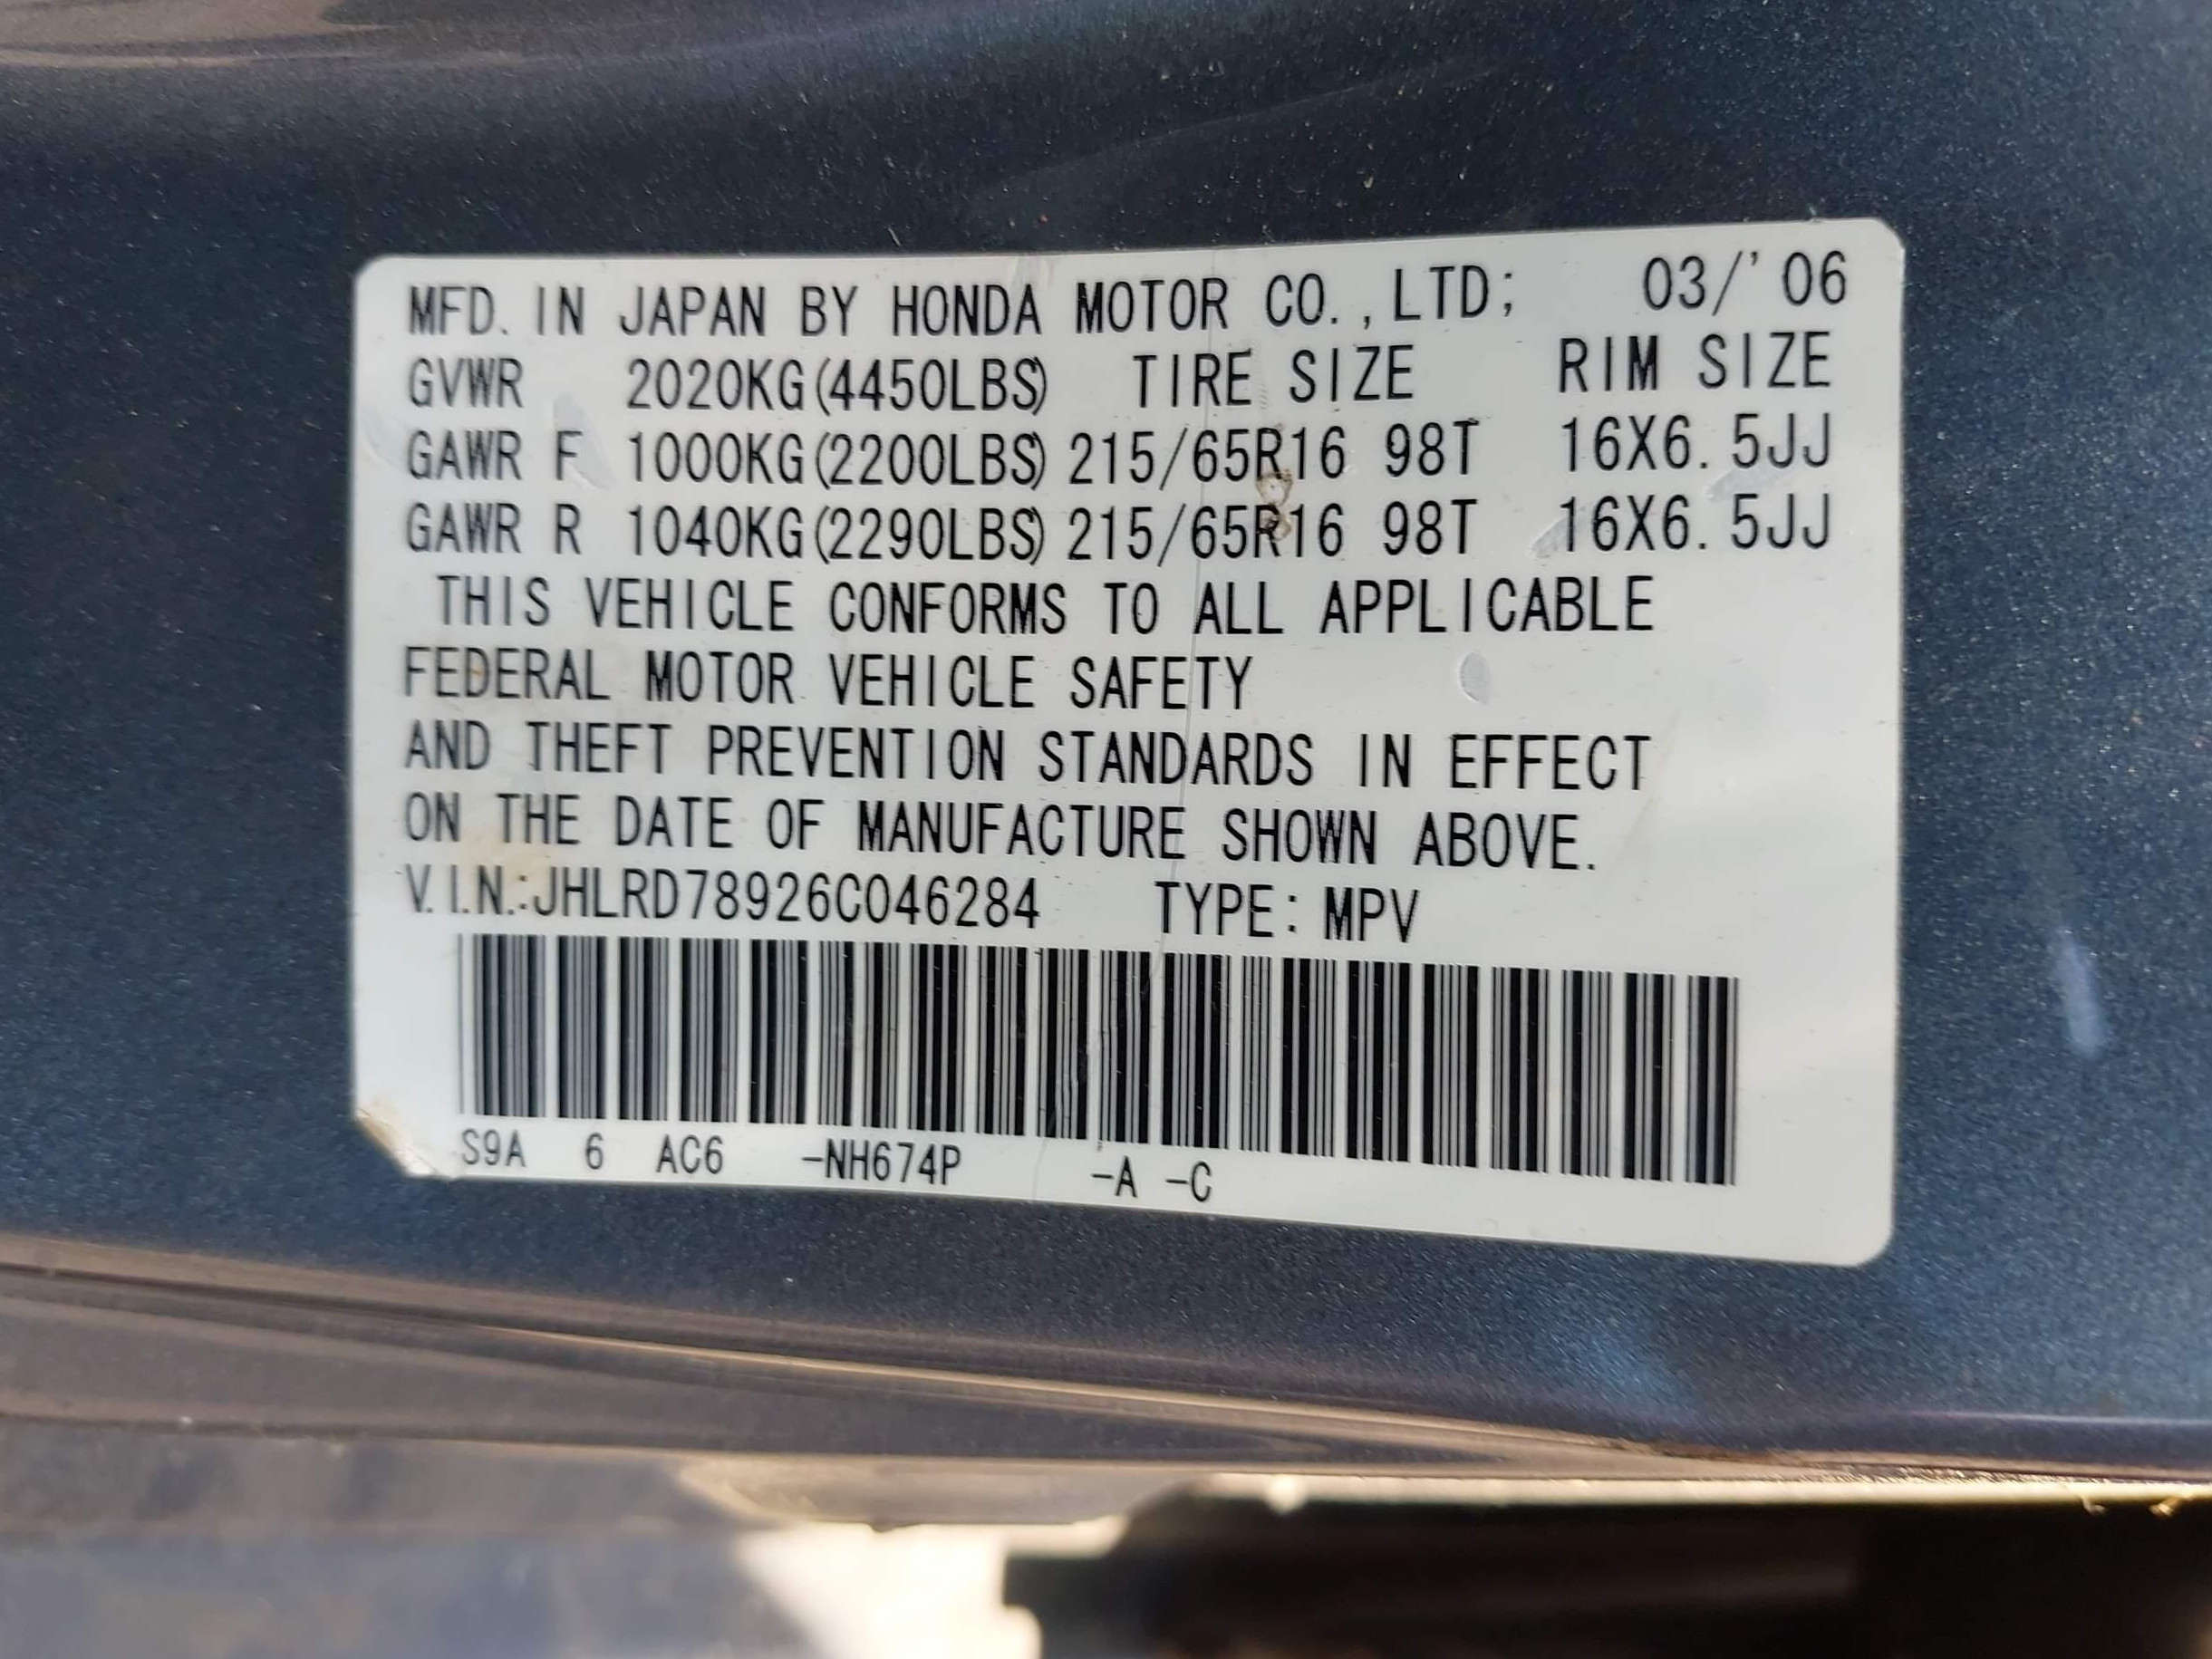 MFD. IN JAPAN BY HONDA MOTOR CO.,LTD; 03/'06
GVWR 2020KG(4450LBS) TIRE SIZE RIM SIZE
GAWR F 1000KG(2200LBS) 215/65R16 98T 16X6.5JJ
GAWR R 1040KG(2290LBS) 215/65R16 98T 16X6.5JJ
THIS VEHICLE CONFORMS TO ALL APPLICABLE
FEDERAL MOTOR VEHICLE SAFETY
AND THEFT PREVENTION STANDARDS IN EFFECT
ON THE DATE OF MANUFACTURE SHOWN ABOVE.
V.I.N.:JHLRD78926C046284 TYPE: MPV
S9A 6 AC6 -NH674P -A -C